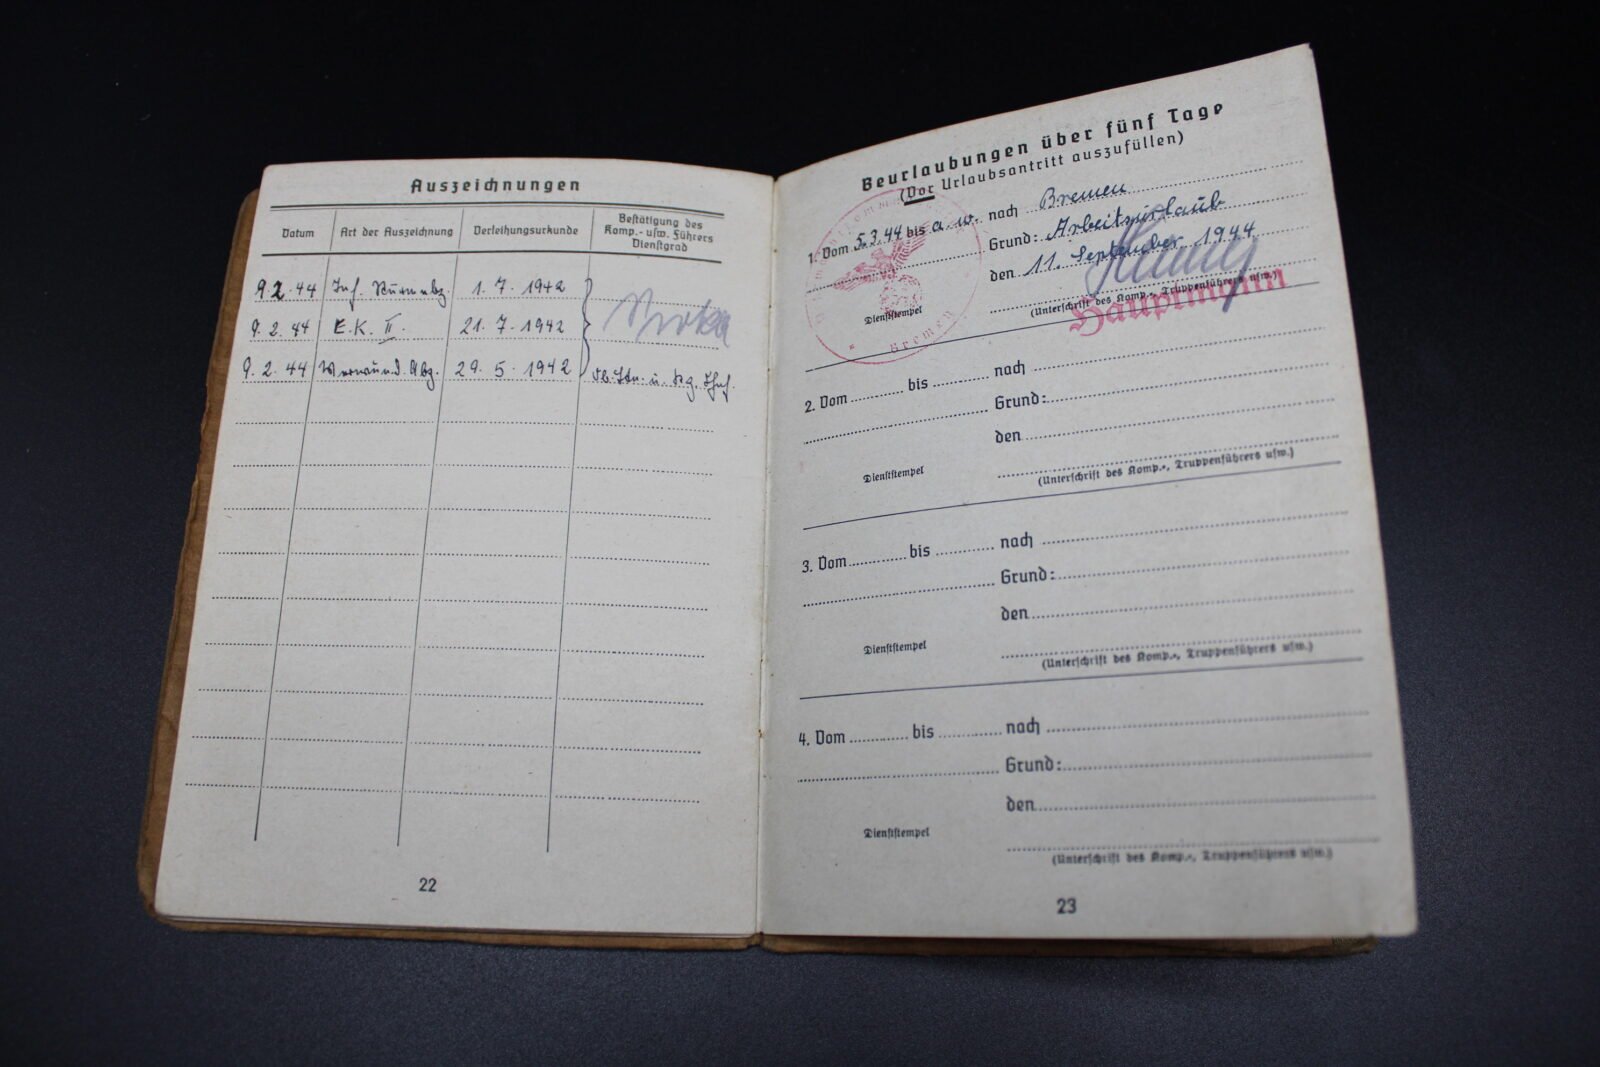 Auszeichnungen
Datum
Art der Auszeichnung
Verleihungsurkunde
Bestätigung des
Komp.- usw. Führers
Dienstgrad
9.2.44 Inf. Sturmabz. 1.7.1942
9.2.44 E.K. II. 21.7.1942
9.2.44 Verwund. Abz. 29.5.1942
22
Beurlaubungen über fünf Tage
(Vor Urlaubsantritt auszufüllen)
1. Vom 5.3.44 bis a.w. nach Bremen
Grund: Arbeitsurlaub
den 11. September 1944
Dienststempel
(Unterschrift des Komp.-, Truppenführers usw.)
Hauptmann
Bremen
2. Vom bis nach
Grund:
den
Dienststempel
(Unterschrift des Komp.-, Truppenführers usw.)
3. Vom bis nach
Grund:
den
Dienststempel
(Unterschrift des Komp.-, Truppenführers usw.)
4. Vom bis nach
Grund:
den
Dienststempel
(Unterschrift des Komp.-, Truppenführers usw.)
23